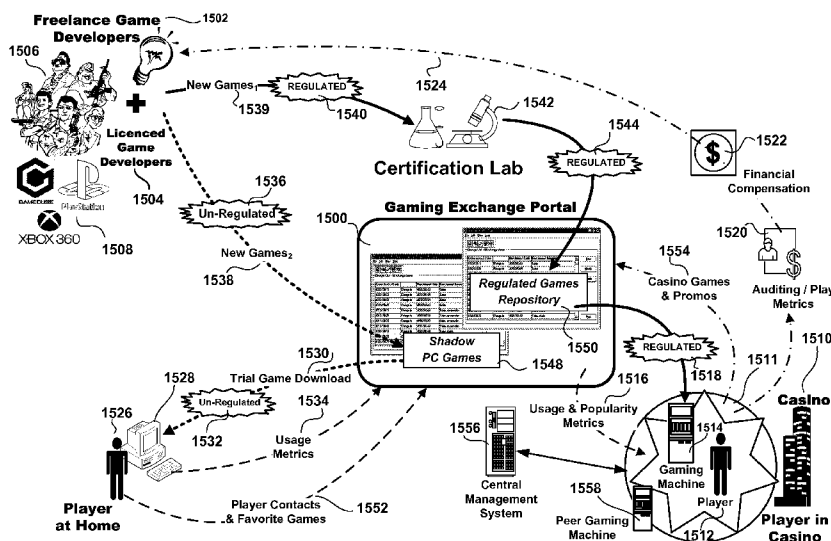 Freelance Game
Developers
1502
1506
1524
New Games1
1539
REGULATED
1540
1542
1544
REGULATED
Certification Lab
Licenced
Game
Developers
1504
GAMECUBE
PlayStation
XBOX 360
1508
1536
Un-Regulated
New Games2
1538
1500
Gaming Exchange Portal
Regulated Games
Repository
1550
Shadow
PC Games
1548
1522
$
Financial
Compensation
1520
Auditing / Play
Metrics
1554
Casino Games
& Promos
REGULATED
1518
1511
1510
Casino
1516
Usage & Popularity
Metrics
1530
Trial Game Download
1528
1526
Un-Regulated
1532
1534
Usage
Metrics
Player
at Home
Player Contacts
& Favorite Games
1552
1556
Central
Management
System
1558
Peer Gaming
Machine
1514
Gaming
Machine
Player
1512
Player in
Casino